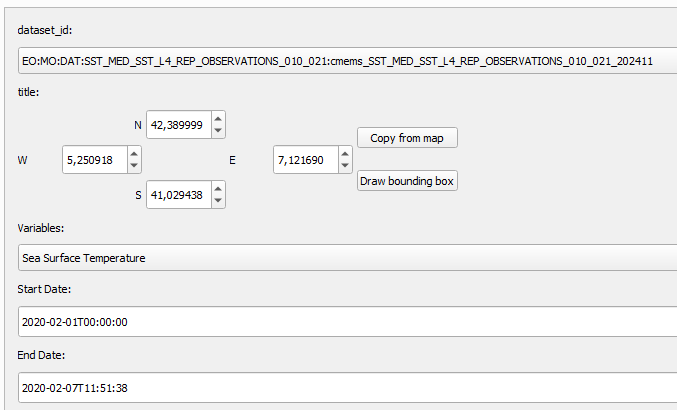 dataset_id:
EO:MO:DAT:SST_MED_SST_L4_REP_OBSERVATIONS_010_021:cmems_SST_MED_SST_L4_REP_OBSERVATIONS_010_021_202411
title:
N 42,389999
Copy from map
W 5,250918 E 7,121690
Draw bounding box
S 41,029438
Variables:
Sea Surface Temperature
Start Date:
2020-02-01T00:00:00
End Date:
2020-02-07T11:51:38